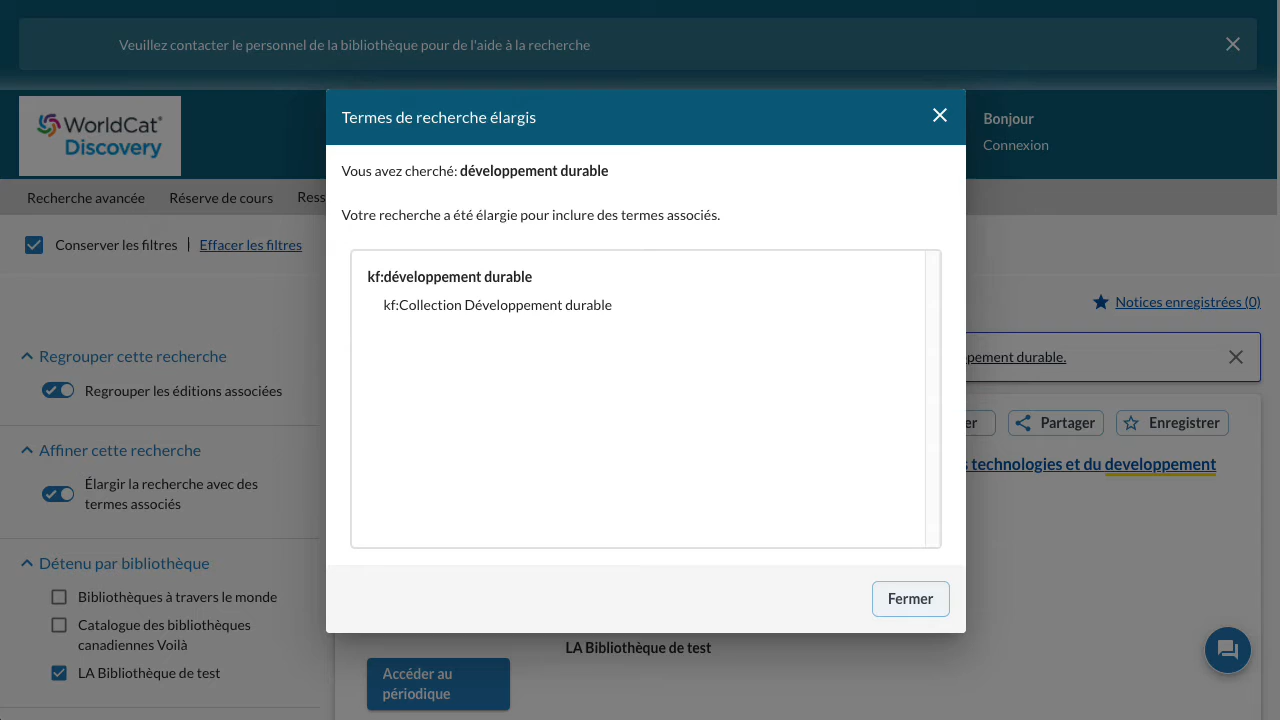 Veuillez contacter le personnel de la bibliothèque pour de l'aide à la recherche
WorldCat®
Discovery
Bonjour
Connexion
Recherche avancée
Réserve de cours
Ress
Conserver les filtres
Effacer les filtres
Termes de recherche élargis
Vous avez cherché: développement durable
Votre recherche a été élargie pour inclure des termes associés.
kf:développement durable
kf:Collection Développement durable
Fermer
Notices enregistrées (0)
Regrouper cette recherche
Regrouper les éditions associées
Affiner cette recherche
Élargir la recherche avec des
termes associés
Détenu par bibliothèque
Bibliothèques à travers le monde
Catalogue des bibliothèques
canadiennes Voilà
LA Bibliothèque de test
pement durable.
er
Partager
Enregistrer
s technologies et du developpement
LA Bibliothèque de test
Accéder au
périodique